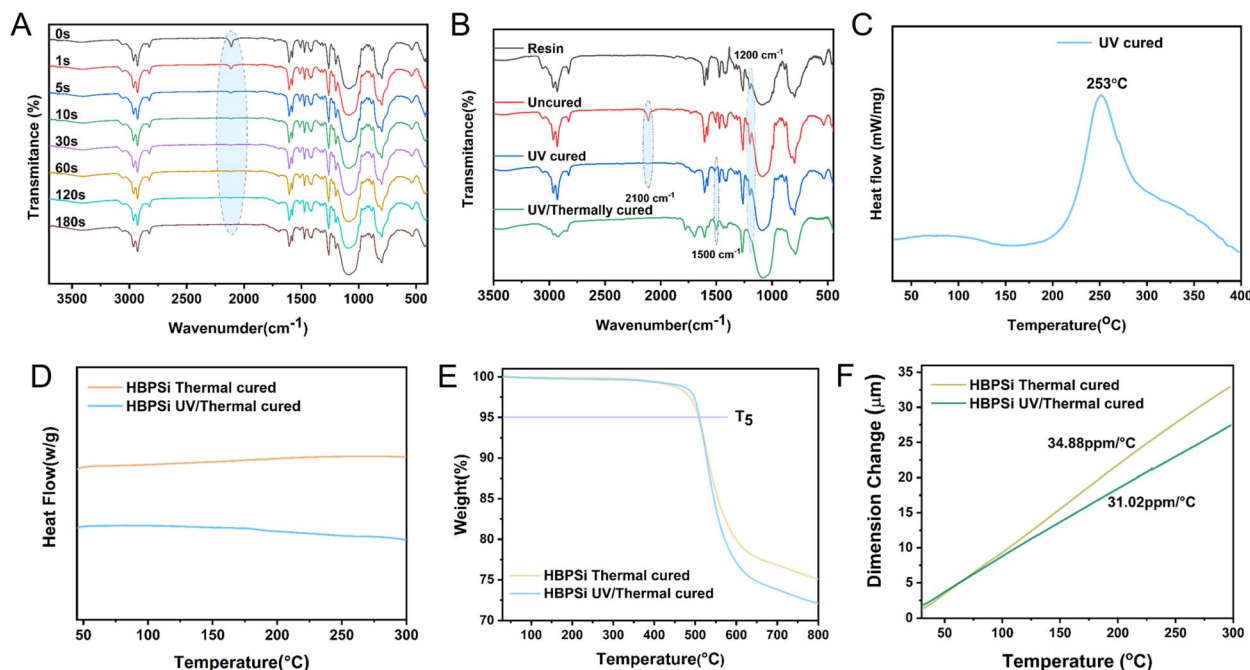 A
0s
1s
5s
10s
30s
60s
120s
180s
Transmitance (%)
3500 3000 2500 2000 1500 1000 500
Wavenumder(cm⁻¹)
B
Resin
1200 cm⁻¹
Uncured
UV cured
2100 cm⁻¹
UV/Thermally cured
1500 cm⁻¹
Transmitance(%)
3500 3000 2500 2000 1500 1000 500
Wavenumber(cm⁻¹)
C
UV cured
253°C
Heat flow (mW/mg)
50 100 150 200 250 300 350 400
Temperature(°C)
D
HBPSi Thermal cured
HBPSi UV/Thermal cured
Heat Flow(w/g)
50 100 150 200 250 300
Temperature(°C)
E
100
95
90
85
80
75
70
T₅
HBPSi Thermal cured
HBPSi UV/Thermal cured
Weight(%)
100 200 300 400 500 600 700 800
Temperature(°C)
F
35
30
25
20
15
10
5
0
HBPSi Thermal cured
HBPSi UV/Thermal cured
34.88ppm/°C
31.02ppm/°C
Dimension Change (μm)
50 100 150 200 250 300
Temperature (°C)